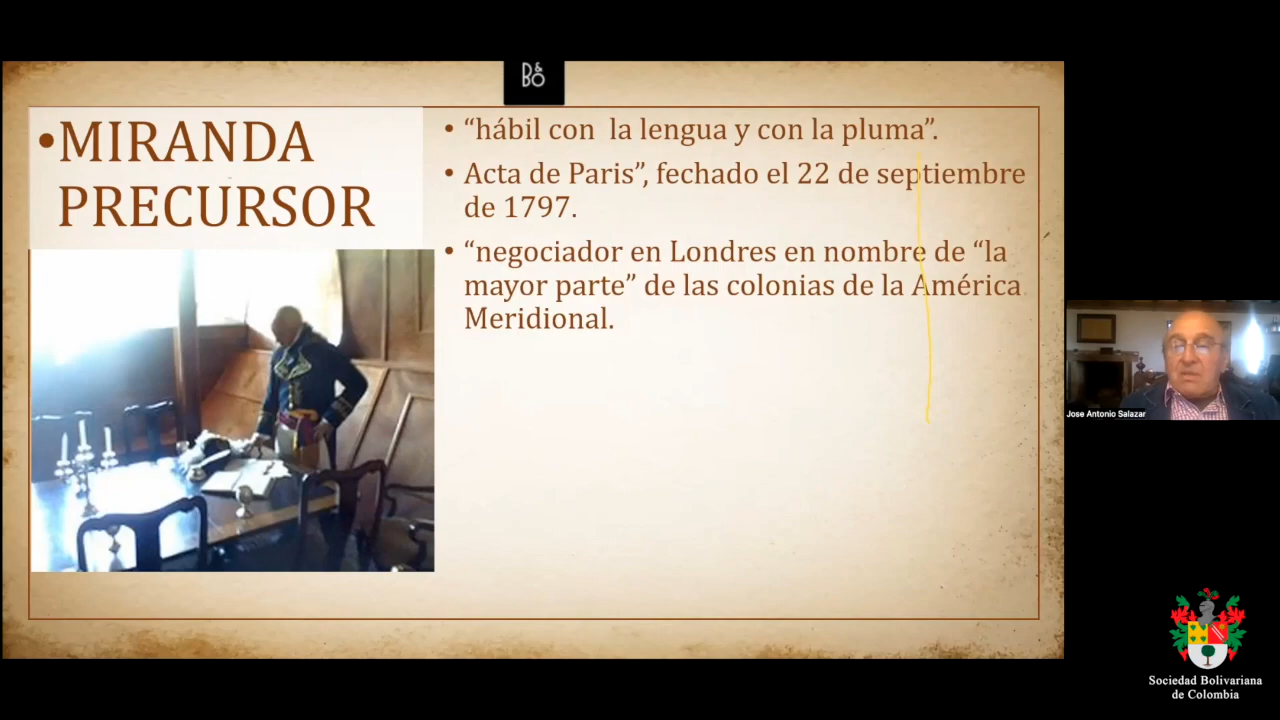 B&O
•MIRANDA
PRECURSOR
• “hábil con  la lengua y con la pluma”.
• Acta de Paris”, fechado el 22 de septiembre
de 1797.
• “negociador en Londres en nombre de “la
mayor parte” de las colonias de la América
Meridional.
Jose Antonio Salazar
Sociedad Bolivariana
de Colombia